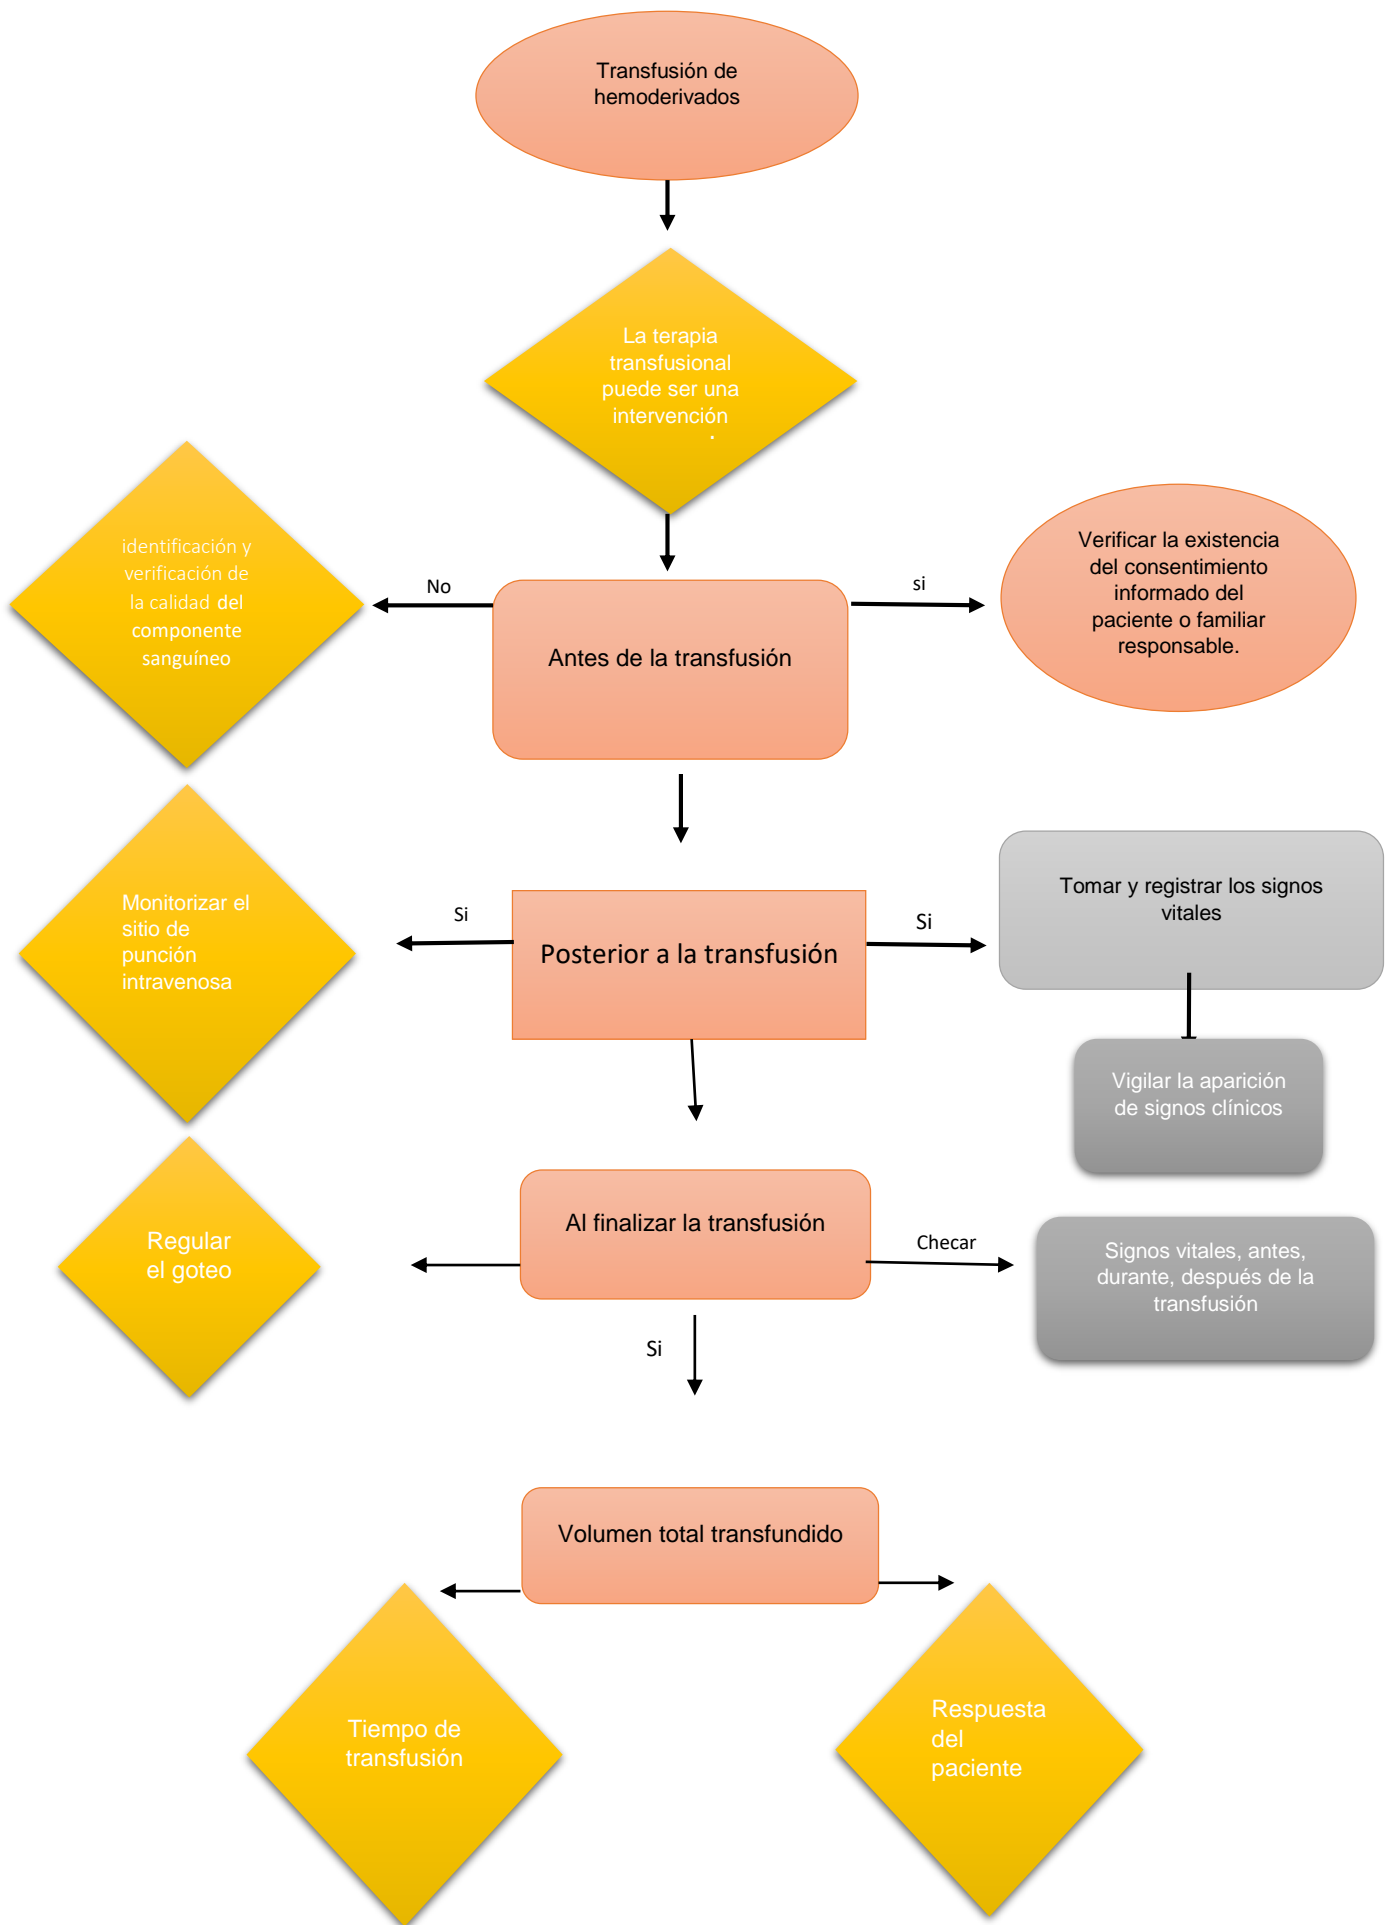 Transfusión de
hemoderivados
La terapia
transfusional
puede ser una
intervención
.
identificación y
verificación de
la calidad del
componente
sanguíneo
No
Antes de la transfusión
si
Verificar la existencia
del consentimiento
informado del
paciente o familiar
responsable.
Monitorizar el
sitio de
punción
intravenosa
Si
Posterior a la transfusión
Si
Tomar y registrar los signos
vitales
Vigilar la aparición
de signos clínicos
Regular
el goteo
Al finalizar la transfusión
Checar
Signos vitales, antes,
durante, después de la
transfusión
Si
Volumen total transfundido
Tiempo de
transfusión
Respuesta
del
paciente